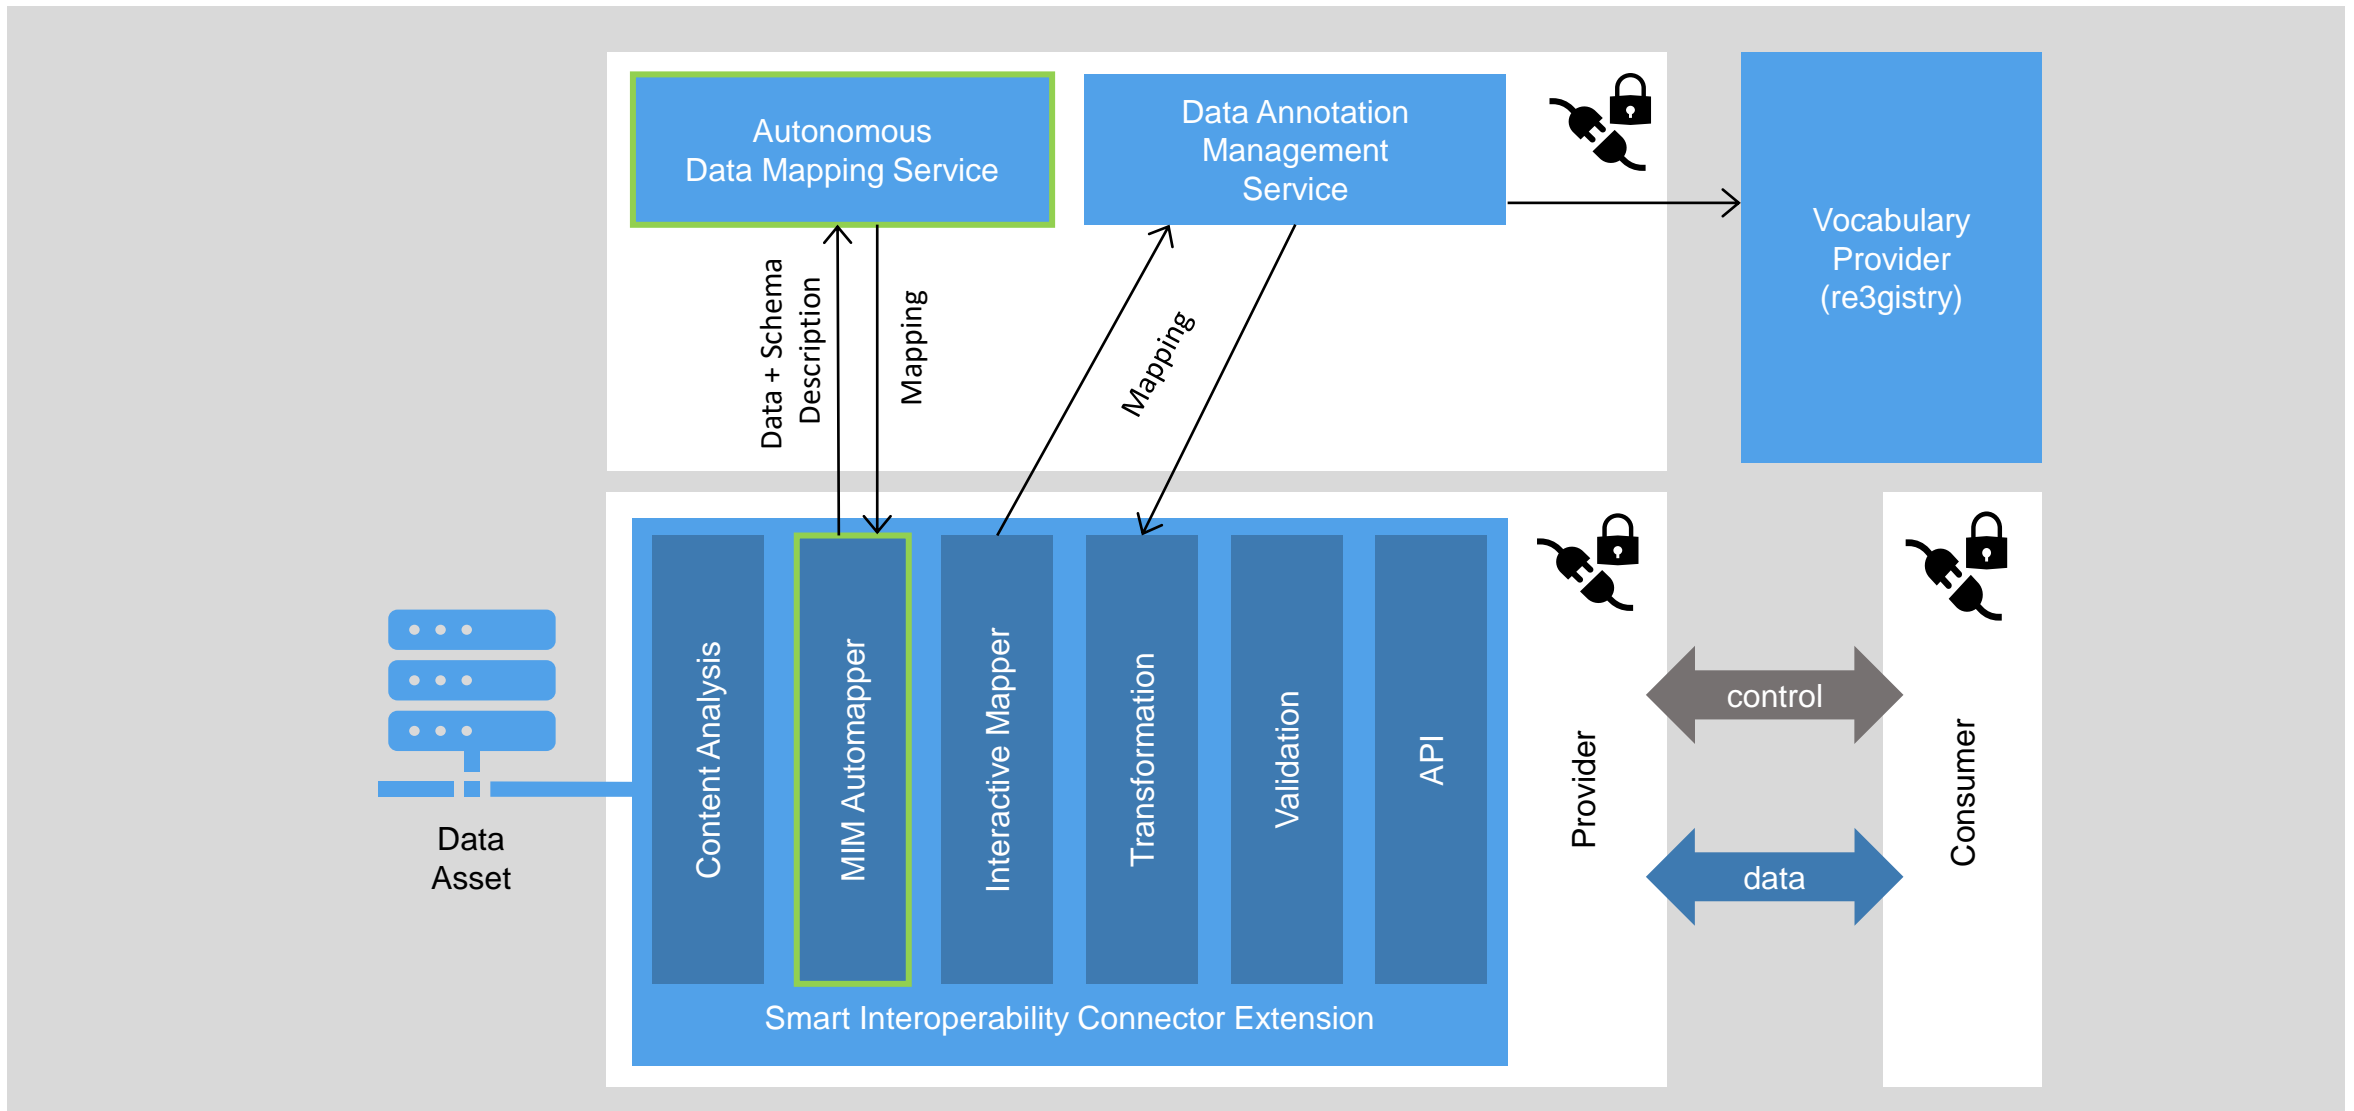 Autonomous
Data Mapping Service
Data Annotation
Management
Service
Vocabulary
Provider
(re3gistry)
Data + Schema
Description
Mapping
Mapping
Data
Asset
Content Analysis
MIM Automapper
Interactive Mapper
Transformation
Validation
API
Smart Interoperability Connector Extension
Provider
control
data
Consumer